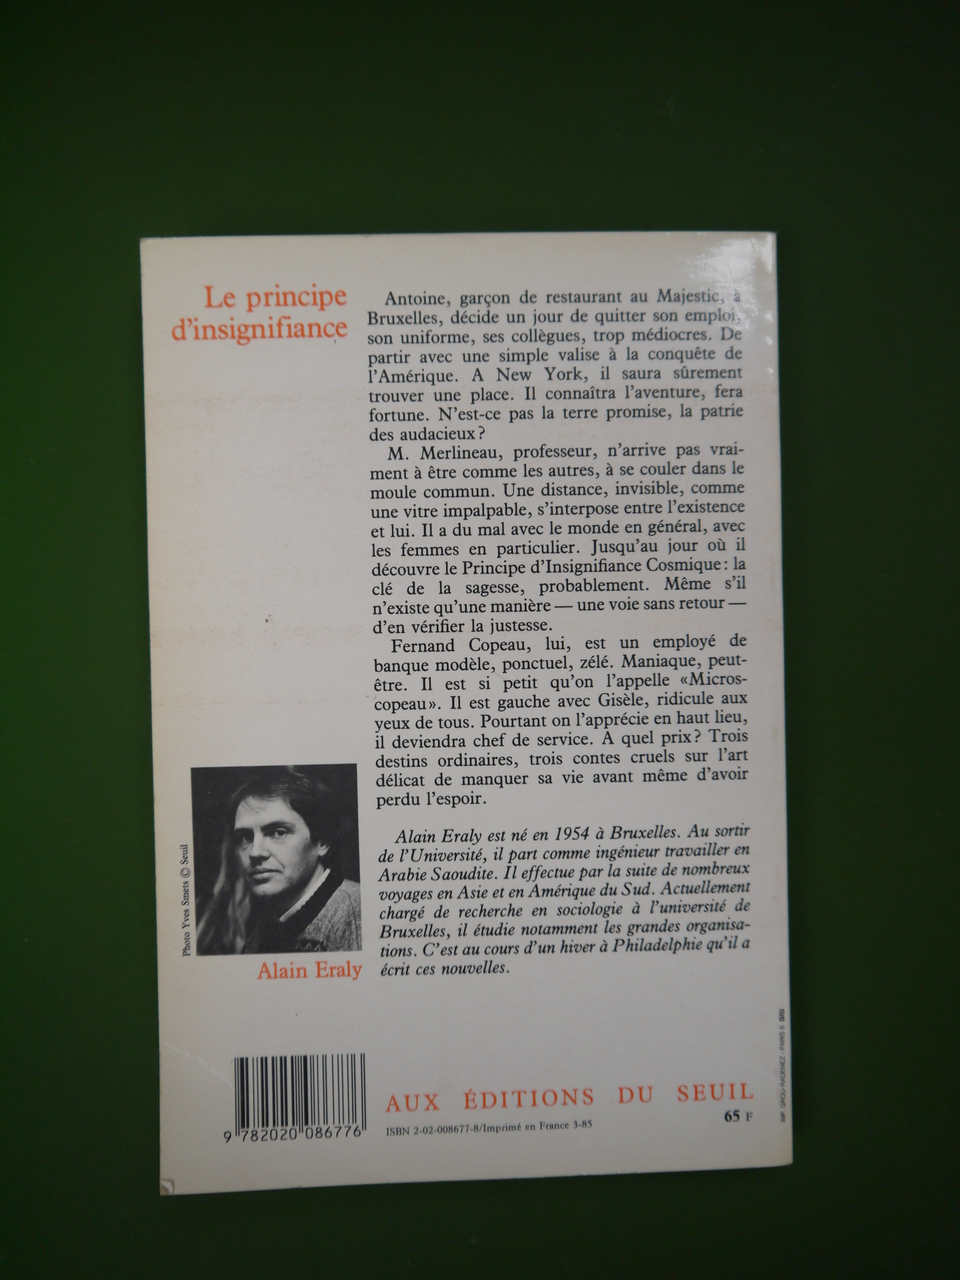 Le principe
d'insignifiance
Antoine, garçon de restaurant au Majestic, à
Bruxelles, décide un jour de quitter son emploi,
son uniforme, ses collègues, trop médiocres. De
partir avec une simple valise à la conquête de
l'Amérique. A New York, il saura sûrement
trouver une place. Il connaîtra l'aventure, fera
fortune. N'est-ce pas la terre promise, la patrie
des audacieux ?
M. Merlineau, professeur, n'arrive pas vrai-
ment à être comme les autres, à se couler dans le
moule commun. Une distance, invisible, comme
une vitre impalpable, s'interpose entre l'existence
et lui. Il a du mal avec le monde en général, avec
les femmes en particulier. Jusqu'au jour où il
découvre le Principe d'Insignifiance Cosmique : la
clé de la sagesse, probablement. Même s'il
n'existe qu'une manière — une voie sans retour —
d'en vérifier la justesse.
Fernand Copeau, lui, est un employé de
banque modèle, ponctuel, zélé. Maniaque, peut-
être. Il est si petit qu'on l'appelle «Micros-
copeau». Il est gauche avec Gisèle, ridicule aux
yeux de tous. Pourtant on l'apprécie en haut lieu,
il deviendra chef de service. A quel prix ? Trois
destins ordinaires, trois contes cruels sur l'art
délicat de manquer sa vie avant même d'avoir
perdu l'espoir.
Alain Eraly est né en 1954 à Bruxelles. Au sortir
de l'Université, il part comme ingénieur travailler en
Arabie Saoudite. Il effectue par la suite de nombreux
voyages en Asie et en Amérique du Sud. Actuellement
chargé de recherche en sociologie à l'université de
Bruxelles, il étudie notamment les grandes organisa-
tions. C'est au cours d'un hiver à Philadelphie qu'il a
écrit ces nouvelles.
Photo Yves Smets © Seuil
Alain Eraly
9 782020 086776
AUX ÉDITIONS DU SEUIL
ISBN 2-02-008677-8/Imprimé en France 3-85
65 F
IMP. GROU-RADENEZ - PARIS 6